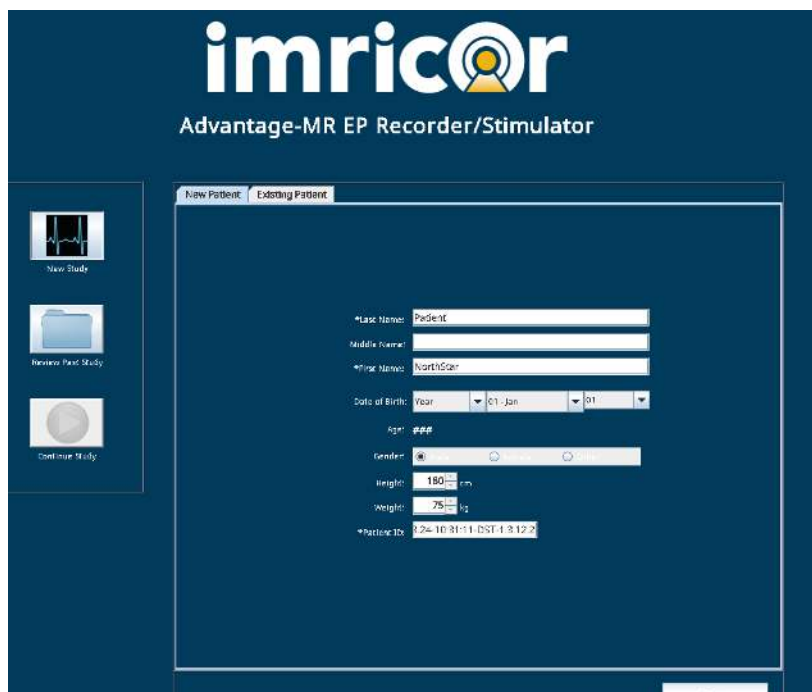 imricor
Advantage-MR EP Recorder/Stimulator
New Patient Existing Patient
New Study
Review Past Study
Continue Study
*Last Name: Patient
Middle Name:
*First Name: NorthStar
Date of Birth: Year 01-Jan 01
Age: ###
Gender:
Height: 180 cm
Weight: 75 kg
*Patient ID: